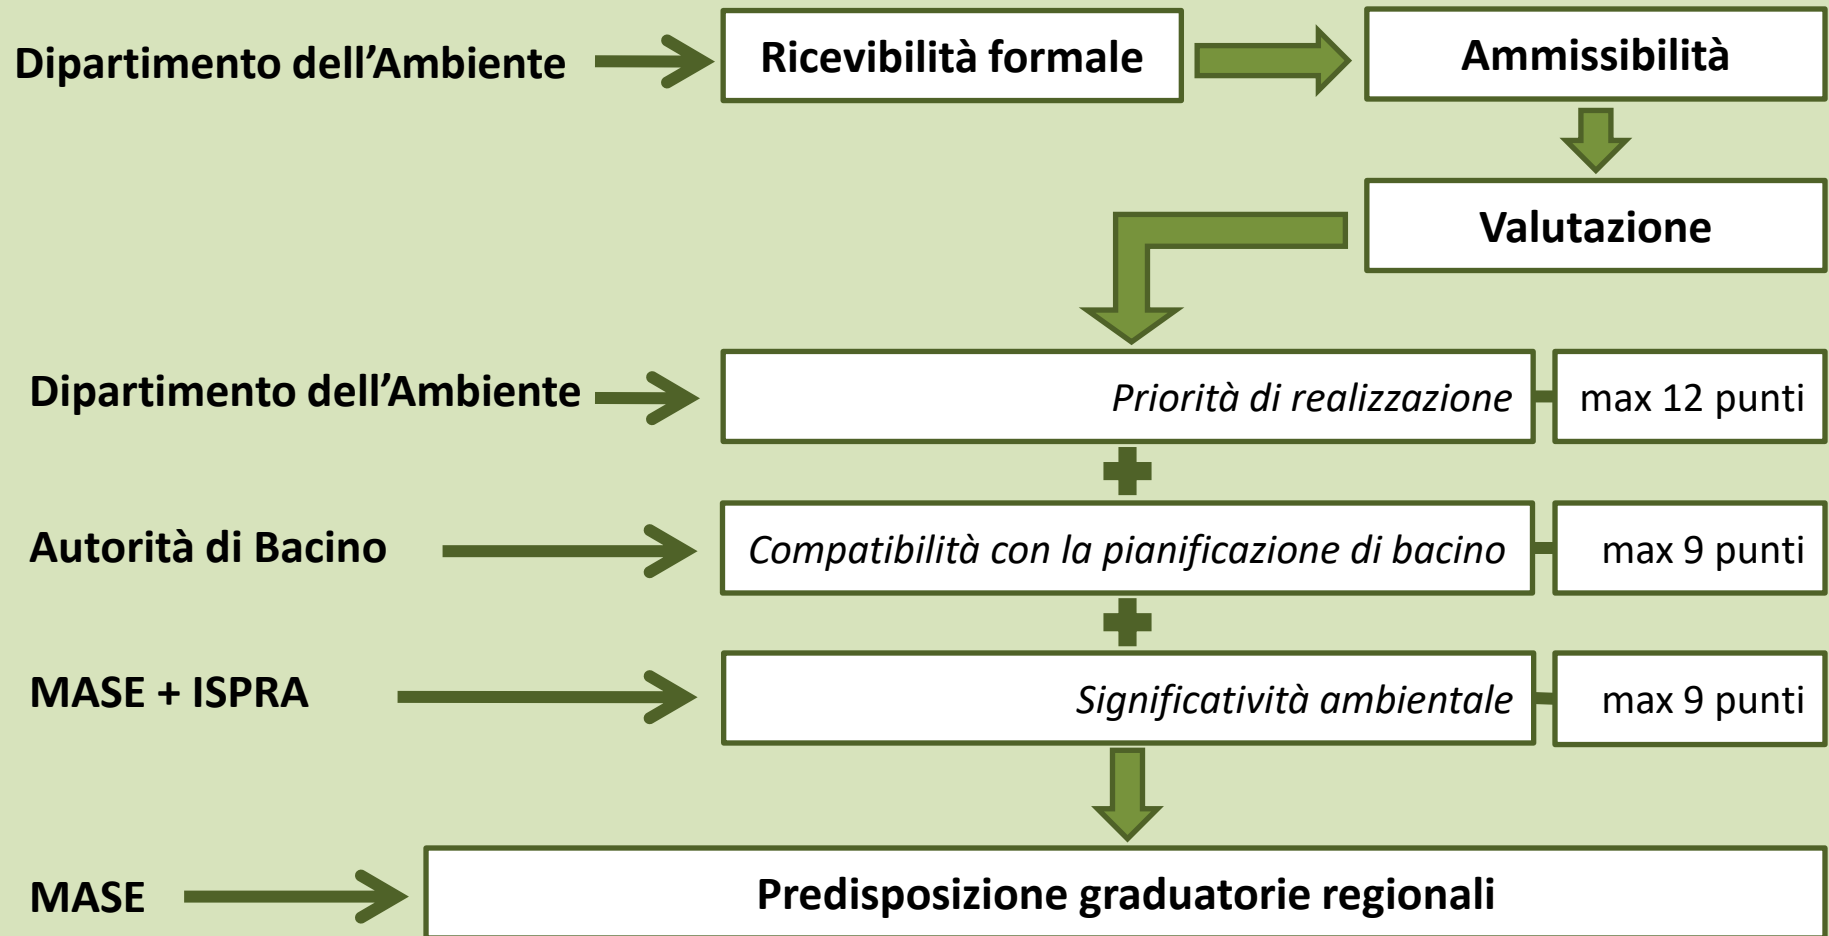 Dipartimento dell’Ambiente
Ricevibilità formale
Ammissibilità
Valutazione
Dipartimento dell’Ambiente
Priorità di realizzazione
max 12 punti
Autorità di Bacino
Compatibilità con la pianificazione di bacino
max 9 punti
MASE + ISPRA
Significatività ambientale
max 9 punti
MASE
Predisposizione graduatorie regionali